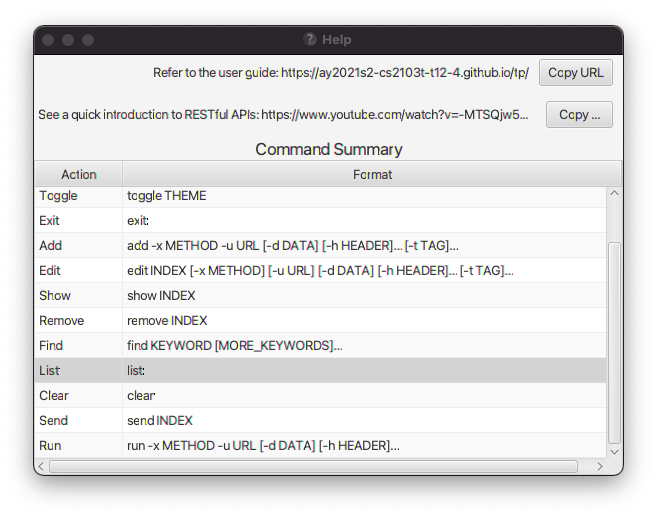 Help
Refer to the user guide: https://ay2021s2-cs2103t-t12-4.github.io/tp/ Copy URL
See a quick introduction to RESTful APIs: https://www.youtube.com/watch?v=-MTSQjw5... Copy ...
Command Summary
Action Format
Toggle toggle THEME
Exit exit:
Add add -x METHOD -u URL [-d DATA] [-h HEADER]... [-t TAG]...
Edit edit INDEX [-x METHOD] [-u URL] [-d DATA] [-h HEADER]... [-t TAG]...
Show show INDEX
Remove remove INDEX
Find find KEYWORD [MORE_KEYWORDS]...
List list:
Clear clear:
Send send INDEX
Run run -x METHOD -u URL [-d DATA] [-h HEADER]...